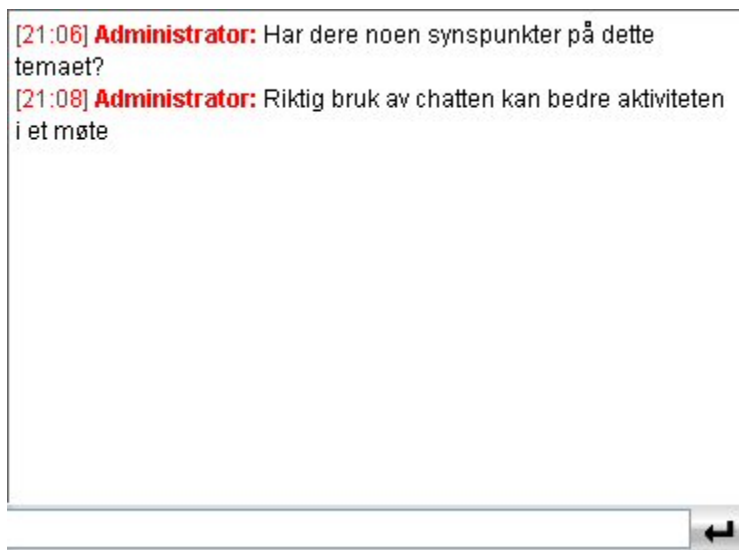 [21:06] Administrator: Har dere noen synspunkter på dette
temaet?
[21:08] Administrator: Riktig bruk av chatten kan bedre aktiviteten
i et møte